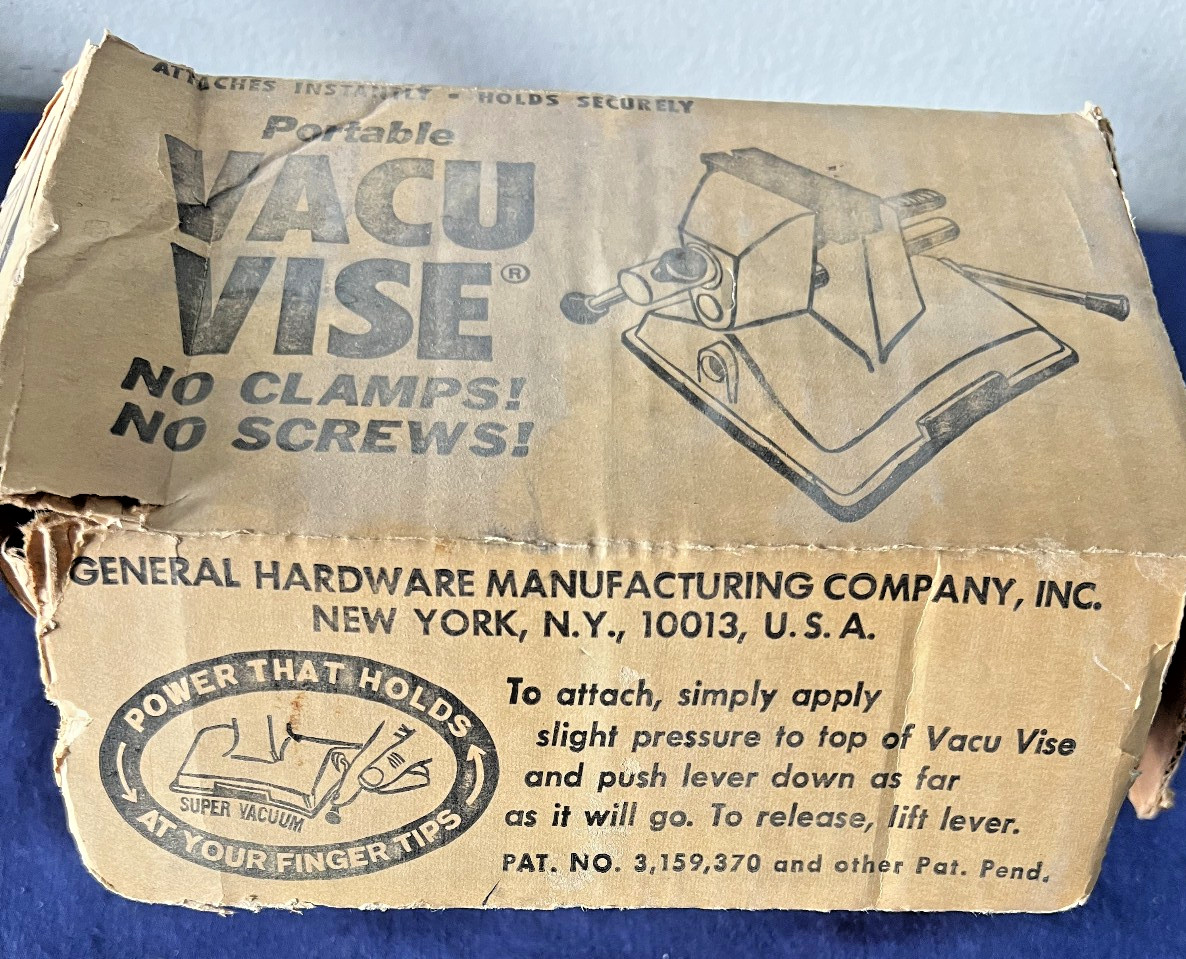 ATTACHES INSTANTLY • HOLDS SECURELY
Portable
VACU
VISE®
NO CLAMPS!
NO SCREWS!
GENERAL HARDWARE MANUFACTURING COMPANY, INC.
NEW YORK, N.Y., 10013, U.S.A.
POWER THAT HOLDS
SUPER VACUUM
AT YOUR FINGER TIPS
To attach, simply apply
slight pressure to top of Vacu Vise
and push lever down as far
as it will go. To release, lift lever.
PAT. NO. 3,159,370 and other Pat. Pend.